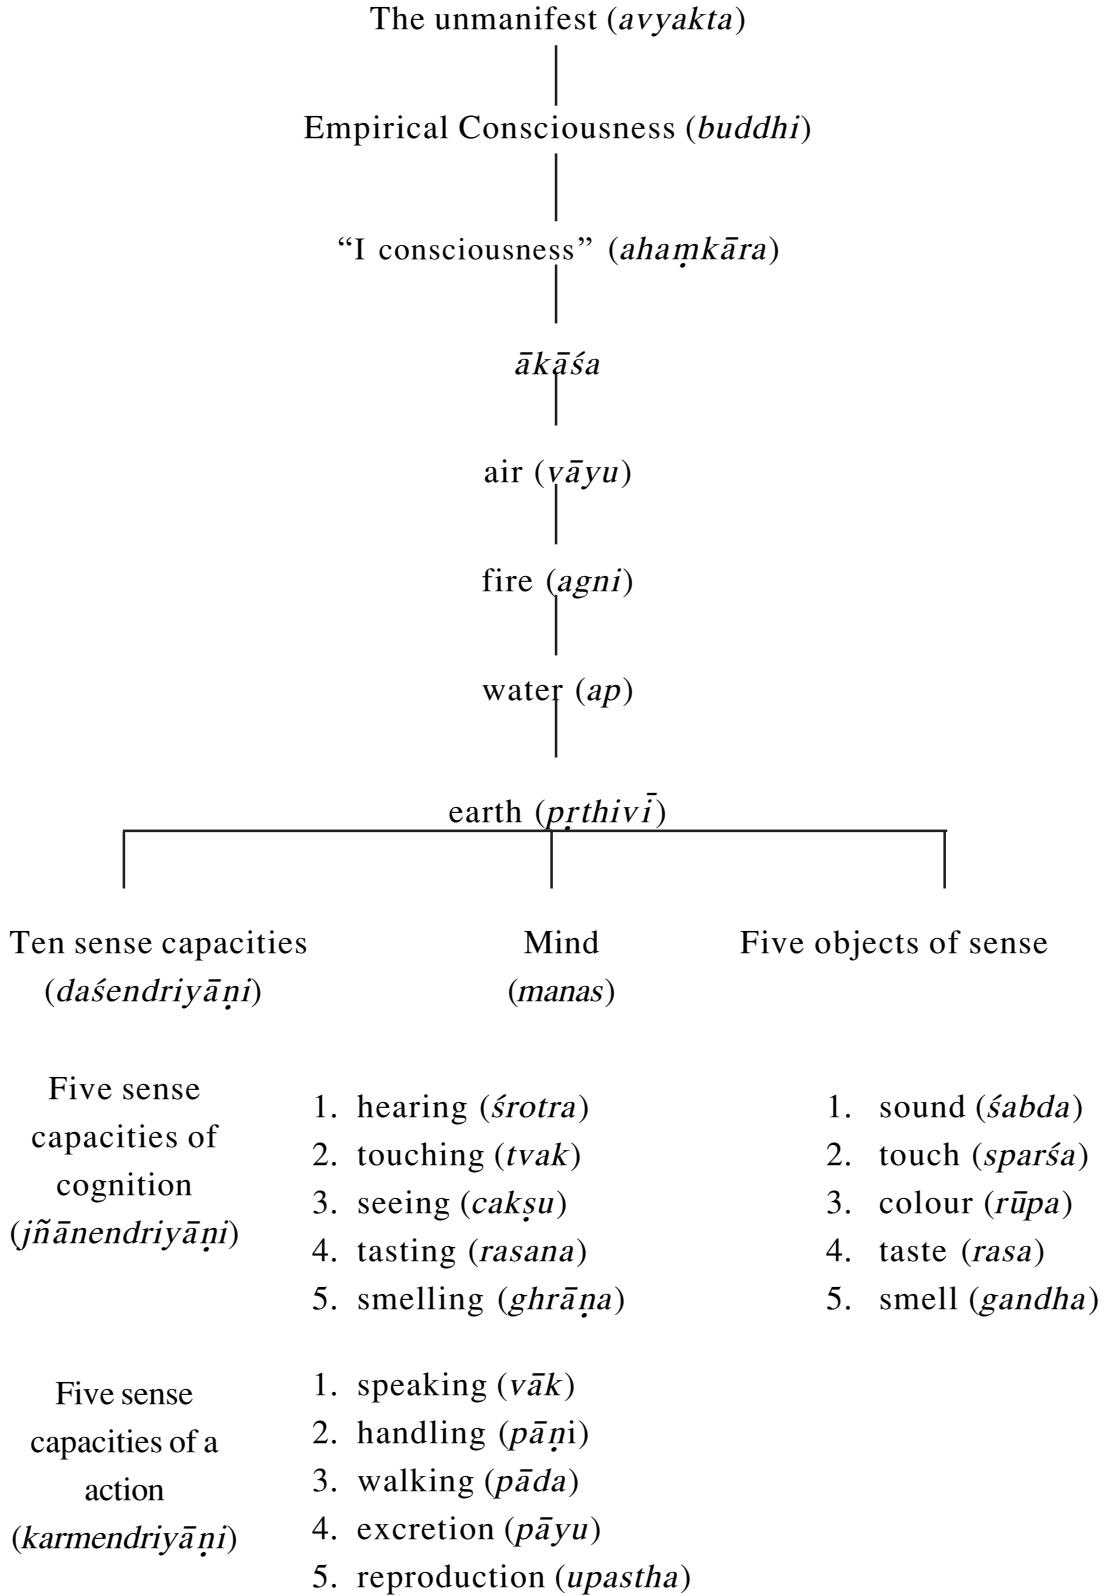 The unmanifest (avyakta)
Empirical Consciousness (buddhi)
“I consciousness” (ahaṃkāra)
ākāśa
air (vāyu)
fire (agni)
water (ap)
earth (pṛthivī)
Ten sense capacities
(daśendriyāṇi)
Mind
(manas)
Five objects of sense
Five sense
capacities of
cognition
(jñānendriyāṇi)
1. hearing (śrotra)
2. touching (tvak)
3. seeing (cakṣu)
4. tasting (rasana)
5. smelling (ghrāṇa)
1. sound (śabda)
2. touch (sparśa)
3. colour (rūpa)
4. taste (rasa)
5. smell (gandha)
Five sense
capacities of a
action
(karmendriyāṇi)
1. speaking (vāk)
2. handling (pāṇi)
3. walking (pāda)
4. excretion (pāyu)
5. reproduction (upastha)